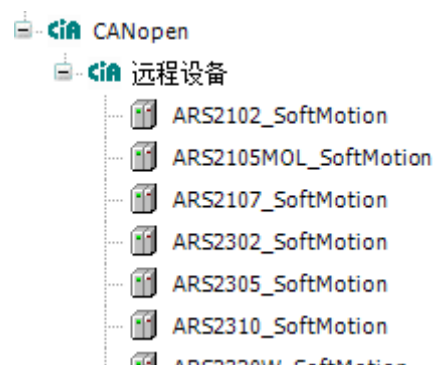 CiA CANopen
CiA 远程设备
ARS2102_SoftMotion
ARS2105MOL_SoftMotion
ARS2107_SoftMotion
ARS2302_SoftMotion
ARS2305_SoftMotion
ARS2310_SoftMotion